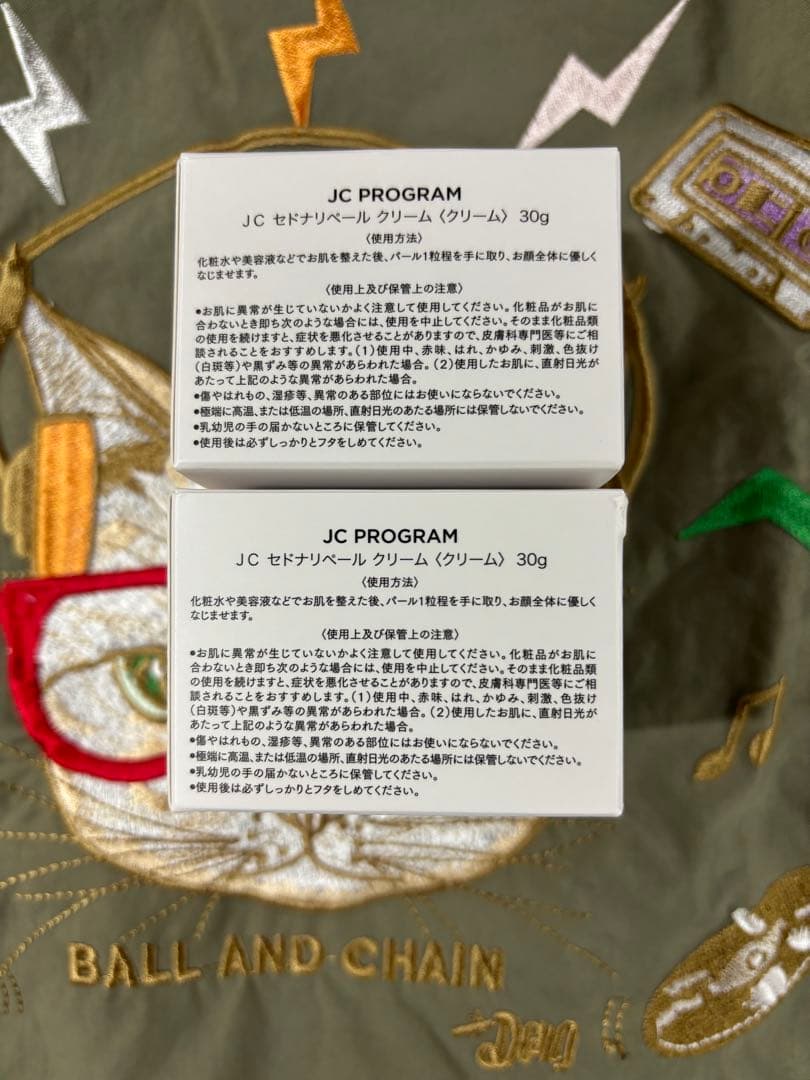 JC PROGRAM
JC セドナリペール クリーム〈クリーム〉 30g
〈使用方法〉
化粧水や美容液などでお肌を整えた後、パール1粒程を手に取り、お顔全体に優しく
なじませます。
〈使用上及び保管上の注意〉
●お肌に異常が生じていないかよく注意して使用してください。化粧品がお肌に
合わないとき即ち次のような場合には、使用を中止してください。そのまま化粧品類
の使用を続けますと、症状を悪化させることがありますので、皮膚科専門医等にご相
談されることをおすすめします。(1)使用中、赤味、はれ、かゆみ、刺激、色抜け
(白斑等)や黒ずみ等の異常があらわれた場合。(2)使用したお肌に、直射日光が
あたって上記のような異常があらわれた場合。
●傷やはれもの、湿疹等、異常のある部位にはお使いにならないでください。
●極端に高温、または低温の場所、直射日光のあたる場所には保管しないでください。
●乳幼児の手の届かないところに保管してください。
●使用後は必ずしっかりとフタをしめてください。
JC PROGRAM
JC セドナリペール クリーム〈クリーム〉 30g
〈使用方法〉
化粧水や美容液などでお肌を整えた後、パール1粒程を手に取り、お顔全体に優しく
なじませます。
〈使用上及び保管上の注意〉
●お肌に異常が生じていないかよく注意して使用してください。化粧品がお肌に
合わないとき即ち次のような場合には、使用を中止してください。そのまま化粧品類
の使用を続けますと、症状を悪化させることがありますので、皮膚科専門医等にご相
談されることをおすすめします。(1)使用中、赤味、はれ、かゆみ、刺激、色抜け
(白斑等)や黒ずみ等の異常があらわれた場合。(2)使用したお肌に、直射日光が
あたって上記のような異常があらわれた場合。
●傷やはれもの、湿疹等、異常のある部位にはお使いにならないでください。
●極端に高温、または低温の場所、直射日光のあたる場所には保管しないでください。
●乳幼児の手の届かないところに保管してください。
●使用後は必ずしっかりとフタをしめてください。
BALL AND CHAIN